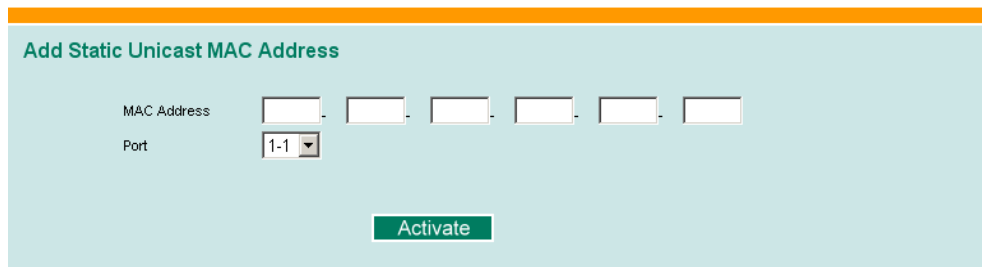 Add Static Unicast MAC Address
MAC Address - - - - -
Port 1-1
Activate